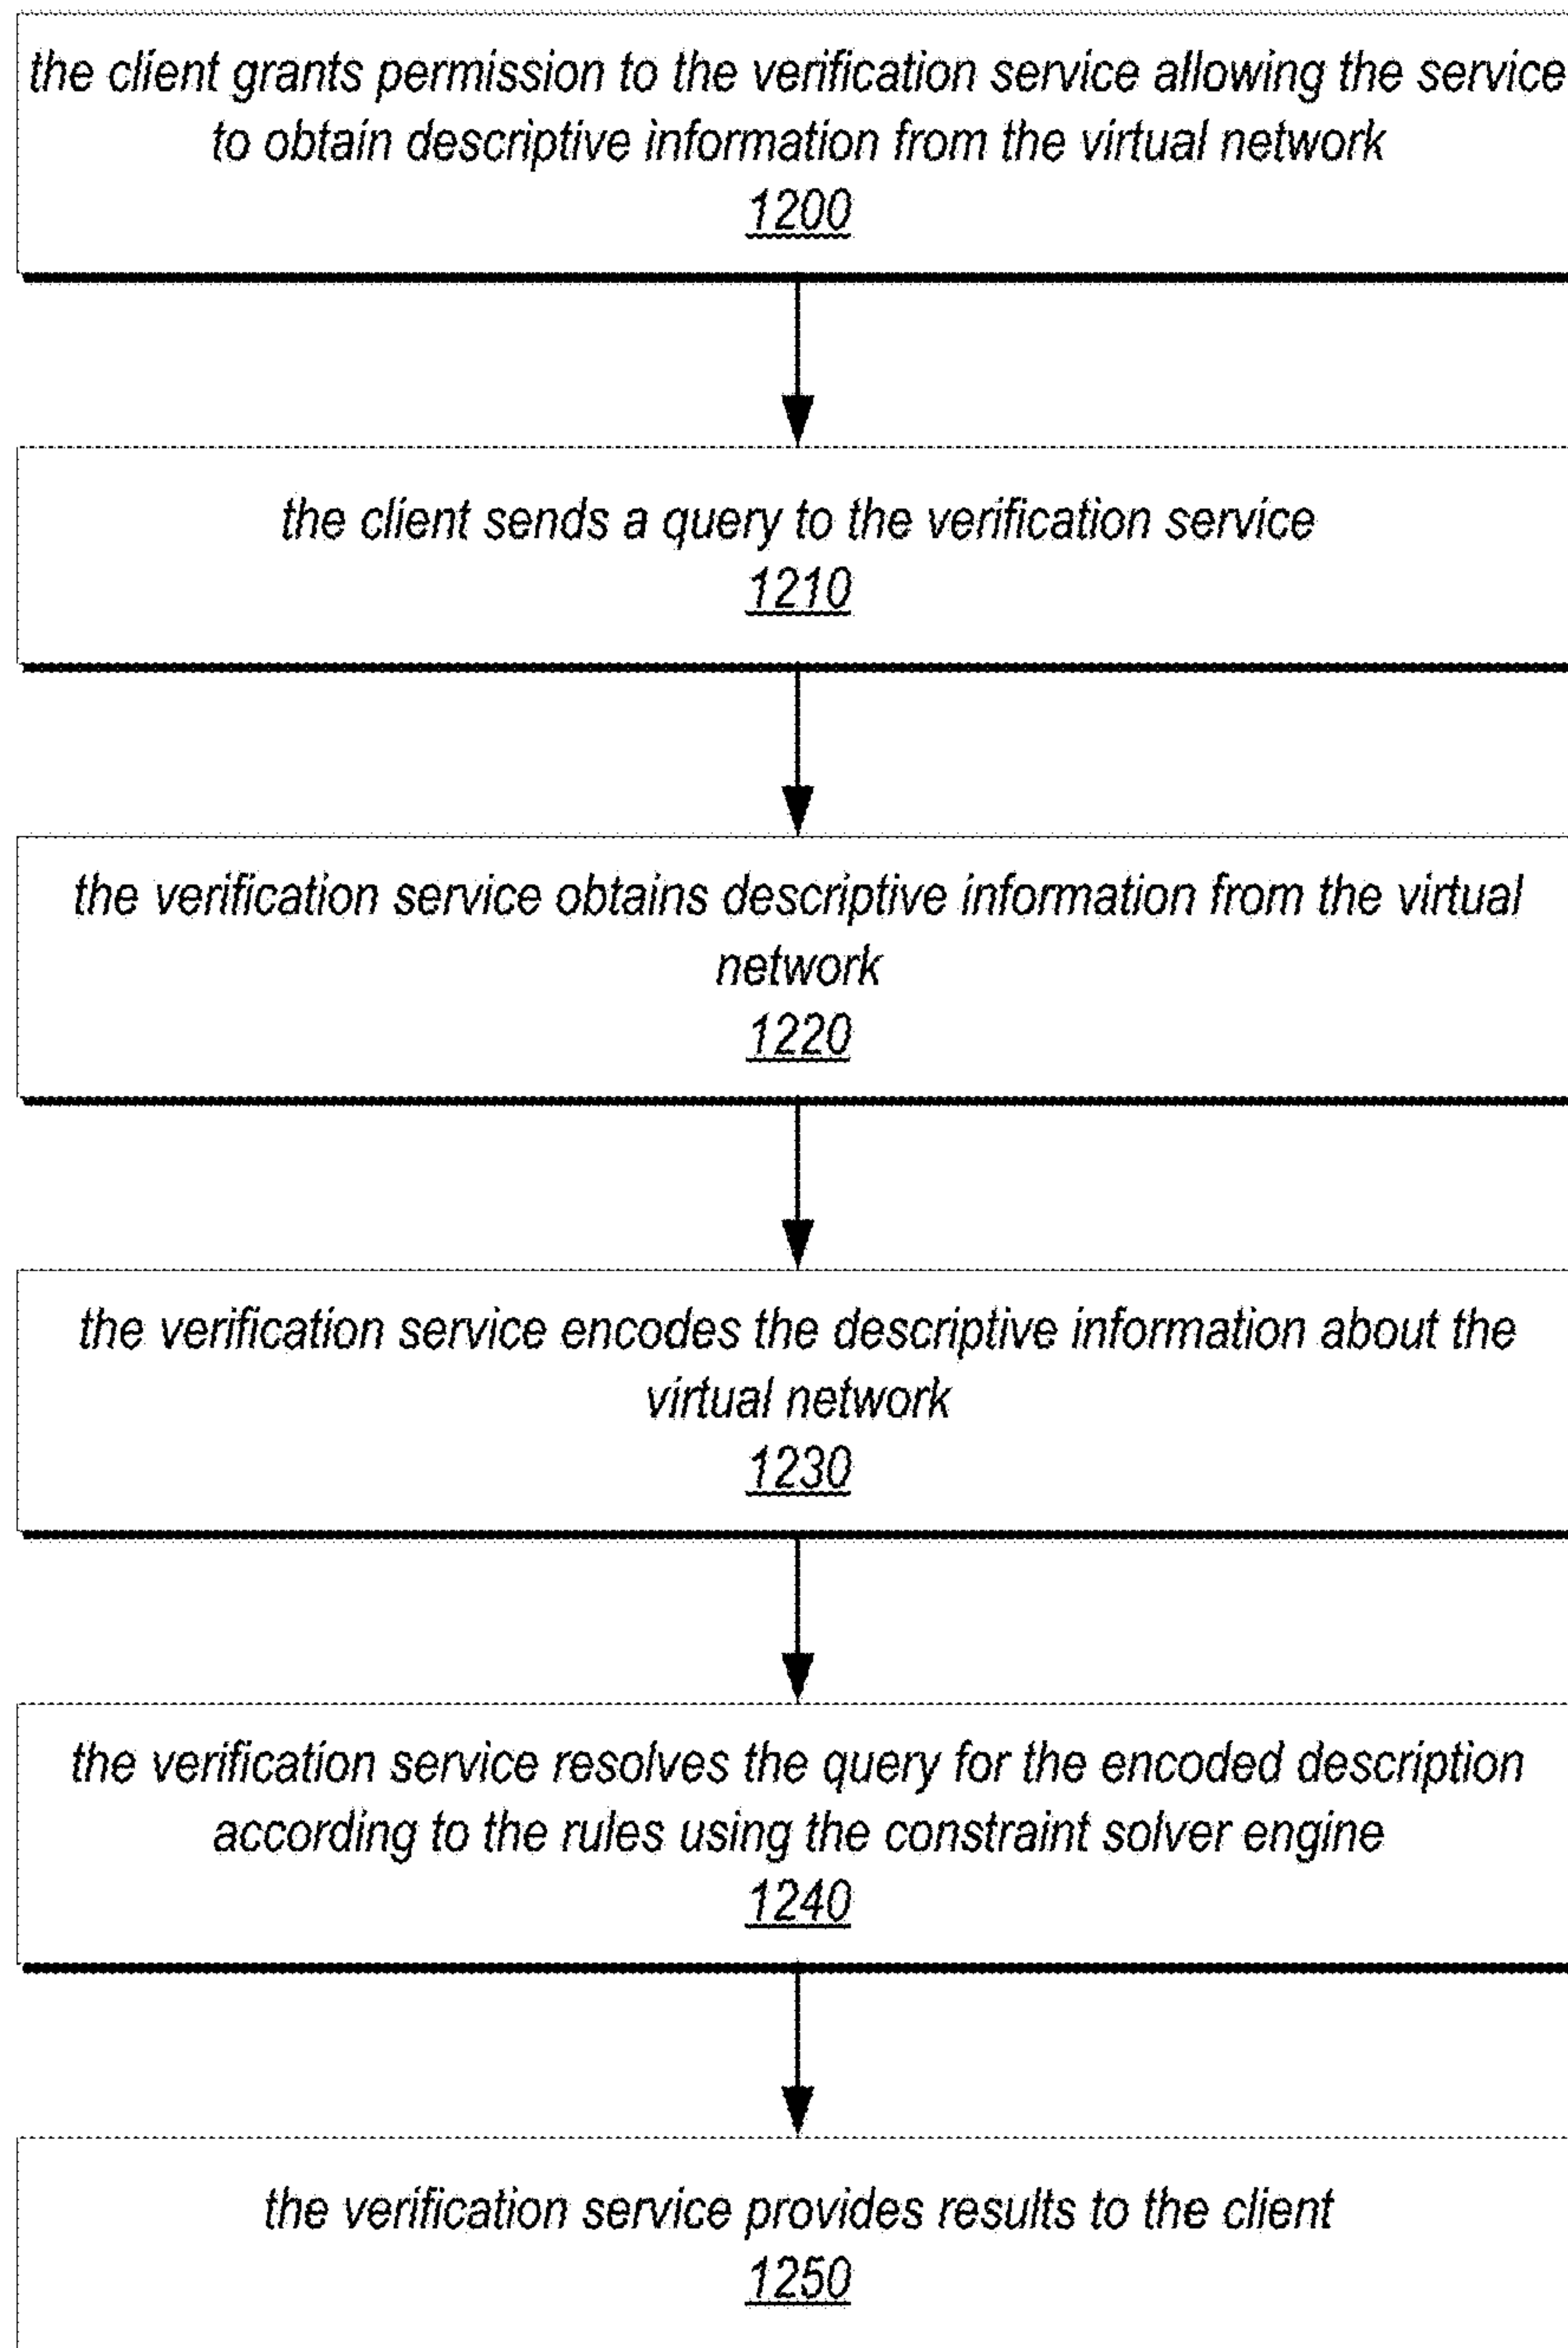 the client grants permission to the verification service allowing the service
to obtain descriptive information from the virtual network
1200
the client sends a query to the verification service
1210
the verification service obtains descriptive information from the virtual
network
1220
the verification service encodes the descriptive information about the
virtual network
1230
the verification service resolves the query for the encoded description
according to the rules using the constraint solver engine
1240
the verification service provides results to the client
1250